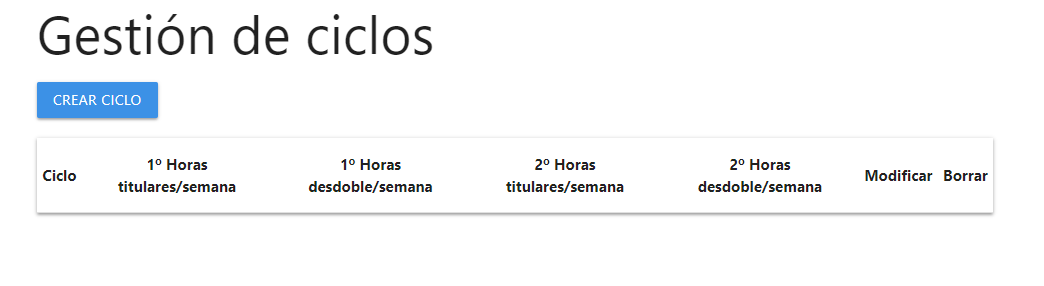 Gestión de ciclos
CREAR CICLO
Ciclo
1º Horas
titulares/semana
1º Horas
desdoble/semana
2º Horas
titulares/semana
2º Horas
desdoble/semana
Modificar
Borrar